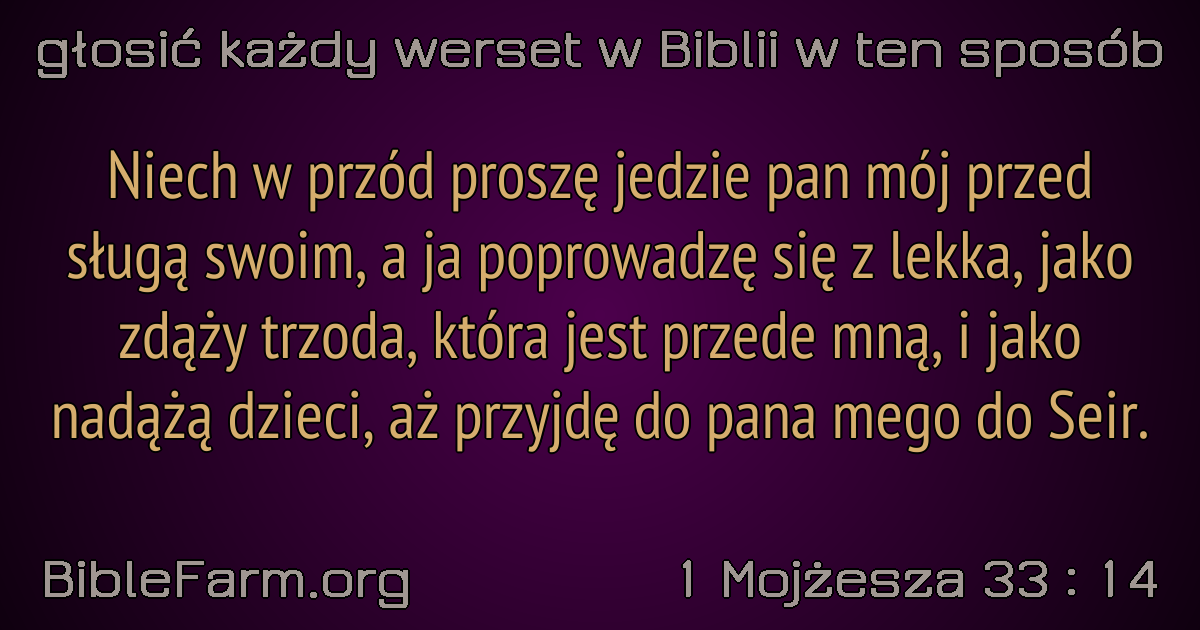 głosić każdy werset w Biblii w ten sposób
Niech w przód proszę jedzie pan mój przed
sługą swoim, a ja poprowadzę się z lekka, jako
zdąży trzoda, która jest przede mną, i jako
nadążą dzieci, aż przyjdę do pana mego do Seir.
BibleFarm.org
1 Mojżesza 33 : 14